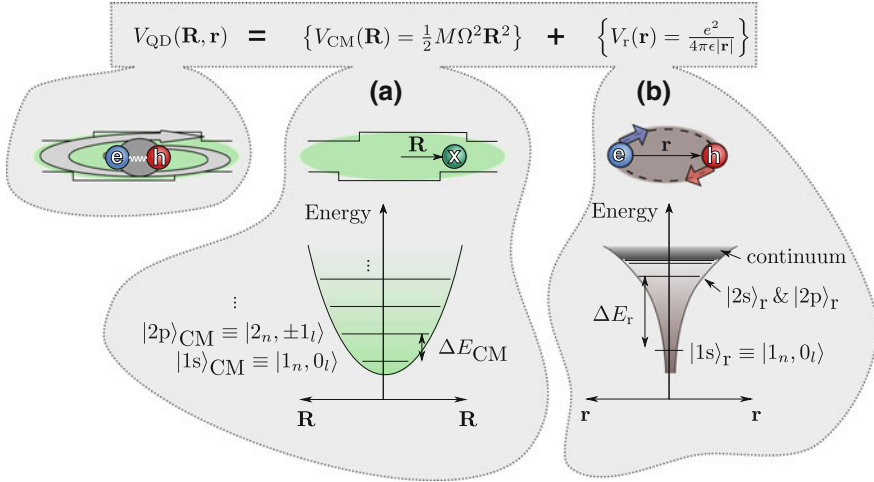 V_QD(R, r) = {V_CM(R) = ½MΩ²R²} + {V_r(r) = e²/4πϵ|r|}
(a) (b)
e h
R X
e r h
Energy
⋮
⋮
|2p⟩_CM ≡ |2_n, ±1_l⟩
|1s⟩_CM ≡ |1_n, 0_l⟩
ΔE_CM
R R
Energy
continuum
|2s⟩_r & |2p⟩_r
ΔE_r
|1s⟩_r ≡ |1_n, 0_l⟩
r r